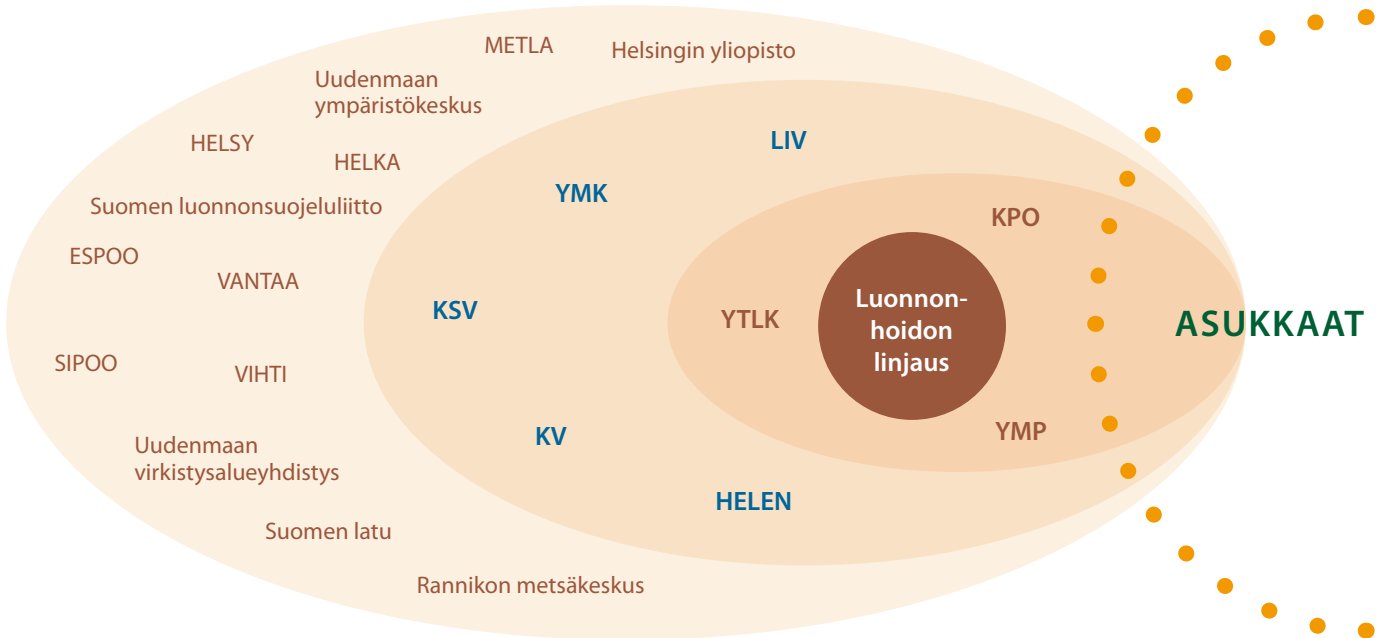 METLA
Helsingin yliopisto
Uudenmaan
ympäristökeskus
HELSY
HELKA
LIV
YMK
Suomen luonnonsuojeluliitto
KPO
ESPOO
VANTAA
KSV
YTLK
Luonnon-
hoidon
linjaus
ASUKKAAT
SIPOO
VIHTI
KV
YMP
Uudenmaan
virkistysalueyhdistys
HELEN
Suomen latu
Rannikon metsäkeskus